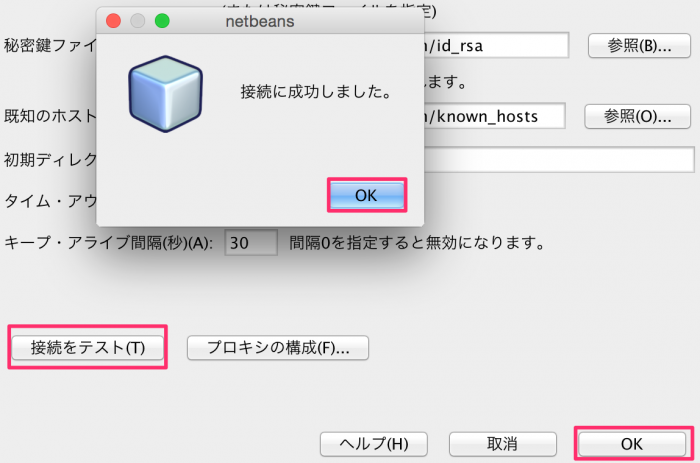 (または秘密鍵ファイルを指定)
netbeans
秘密鍵ファイ
/id_rsa
参照(B)...
接続に成功しました。
ます。
既知のホスト
/known_hosts
参照(O)...
初期ディレク
タイム・アウ
OK
キープ・アライブ間隔(秒)(A): 30 間隔0を指定すると無効になります。
接続をテスト(T) プロキシの構成(F)...
ヘルプ(H) 取消 OK